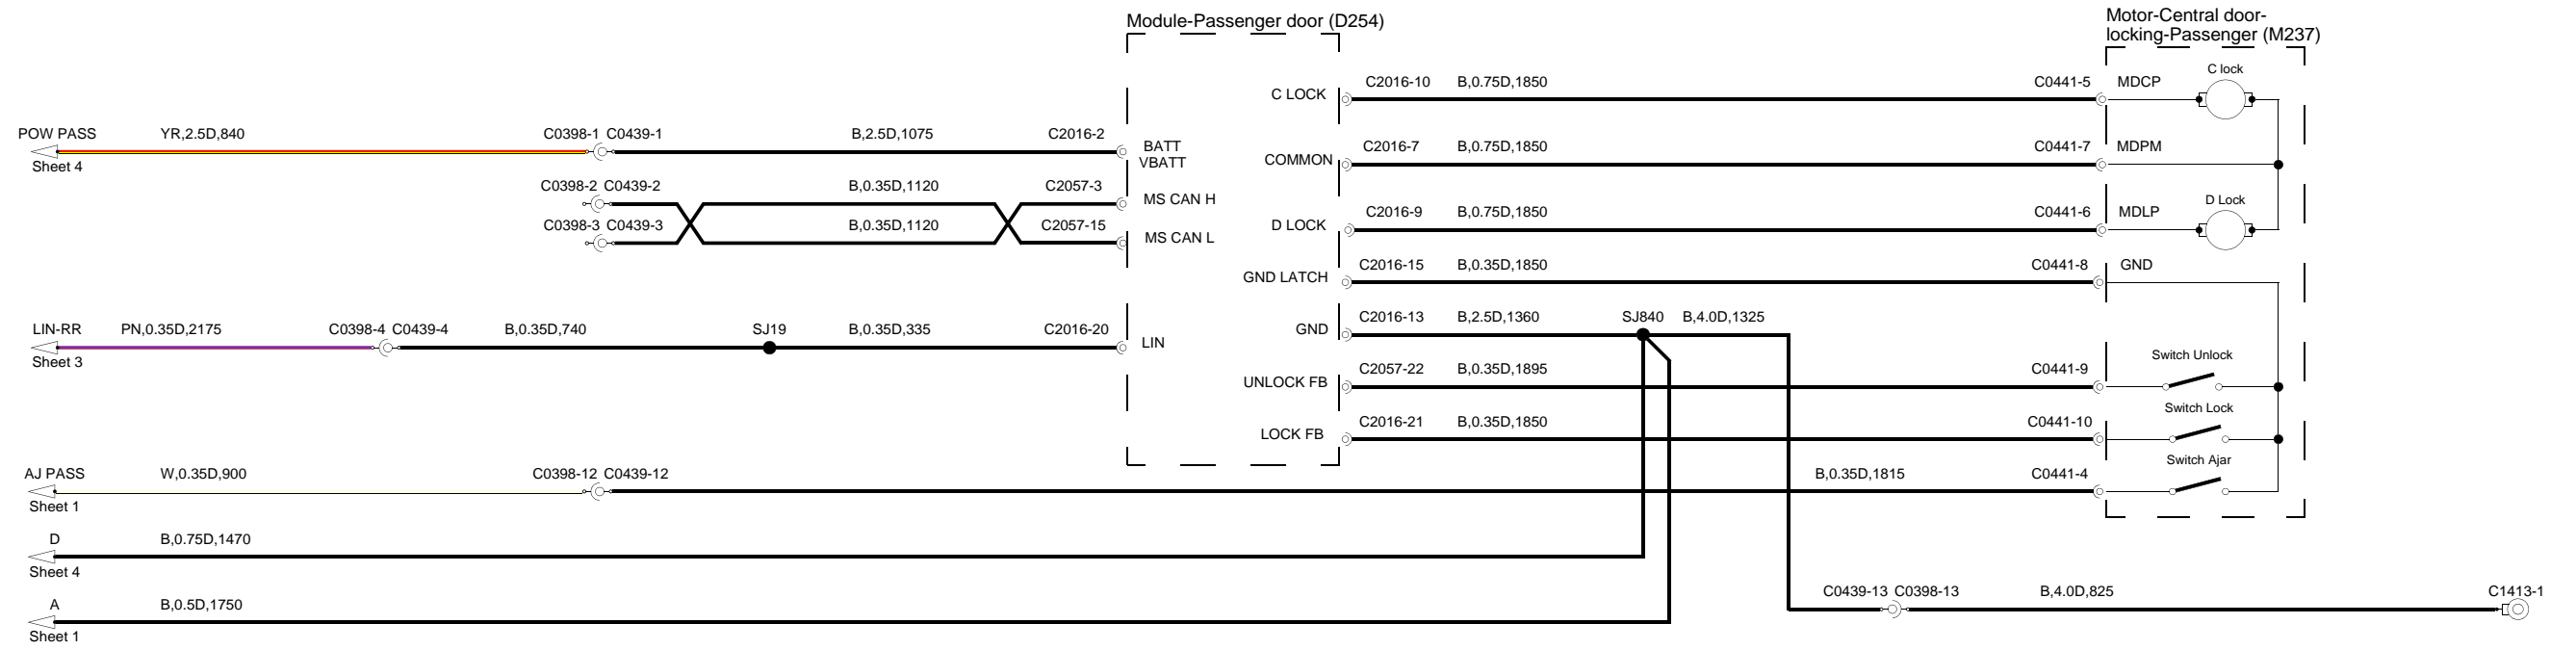 Module-Passenger door (D254)
Motor-Central door-
locking-Passenger (M237)
C LOCK
C2016-10
B,0.75D,1850
C0441-5
MDCP
C lock
POW PASS
YR,2.5D,840
C0398-1
C0439-1
B,2.5D,1075
C2016-2
BATT
VBATT
Sheet 4
COMMON
C2016-7
B,0.75D,1850
C0441-7
MDPM
C0398-2
C0439-2
B,0.35D,1120
C2057-3
MS CAN H
C0398-3
C0439-3
B,0.35D,1120
C2057-15
MS CAN L
D LOCK
C2016-9
B,0.75D,1850
C0441-6
MDLP
D Lock
GND LATCH
C2016-15
B,0.35D,1850
C0441-8
GND
LIN-RR
PN,0.35D,2175
C0398-4
C0439-4
B,0.35D,740
SJ19
B,0.35D,335
C2016-20
LIN
Sheet 3
GND
C2016-13
B,2.5D,1360
SJ840
B,4.0D,1325
UNLOCK FB
C2057-22
B,0.35D,1895
C0441-9
Switch Unlock
LOCK FB
C2016-21
B,0.35D,1850
C0441-10
Switch Lock
AJ PASS
W,0.35D,900
C0398-12
C0439-12
B,0.35D,1815
C0441-4
Switch Ajar
Sheet 1
D
B,0.75D,1470
Sheet 4
A
B,0.5D,1750
Sheet 1
C0439-13
C0398-13
B,4.0D,825
C1413-1